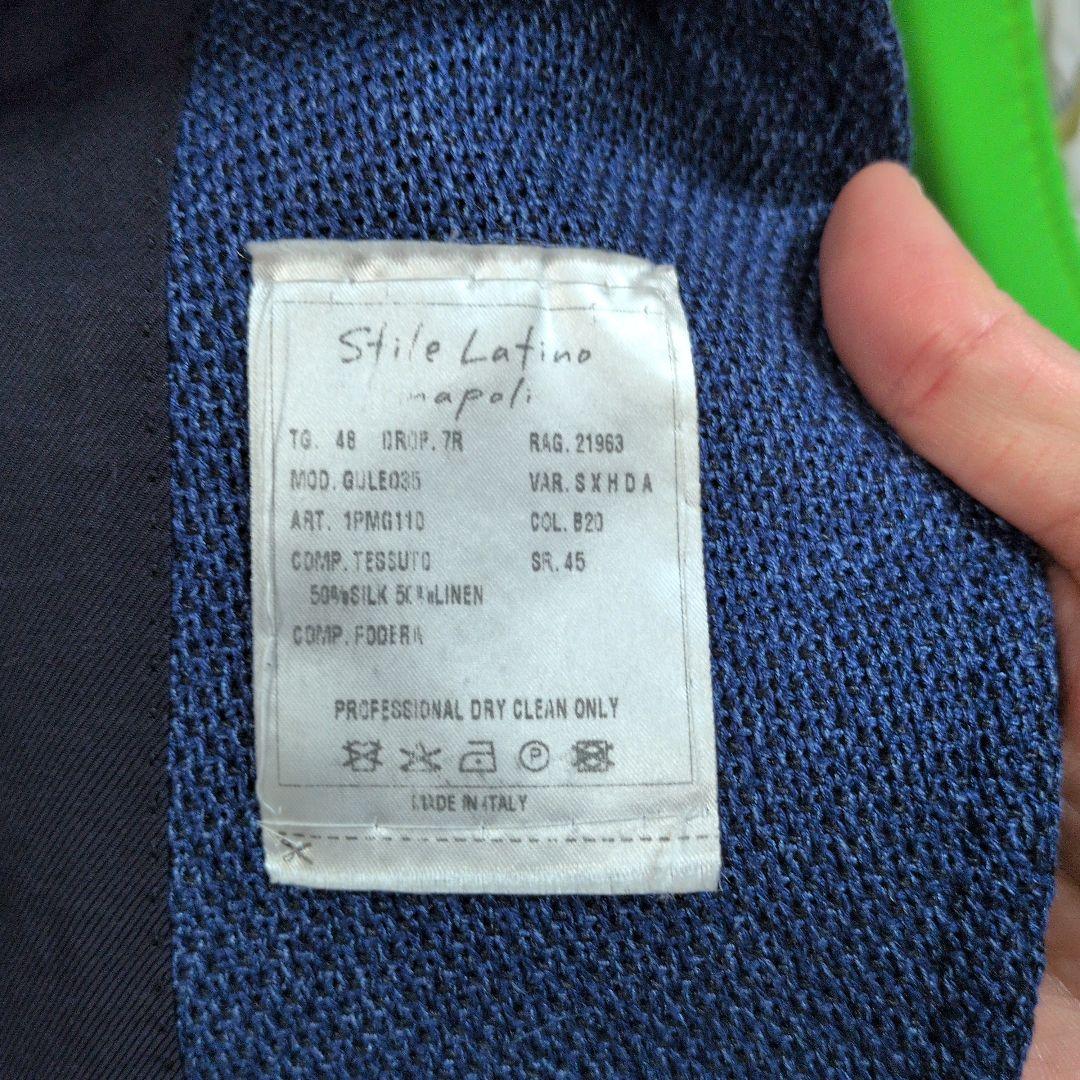 Stile Latino
napoli
TG. 48 DROP. 7R RAG. 21963
MOD. GULE035 VAR. SXHDA
ART. 1PMG110 COL. B20
COMP. TESSUTO SR. 45
50%SILK 50%LINEN
COMP. FODERA
PROFESSIONAL DRY CLEAN ONLY
P
MADE IN ITALY